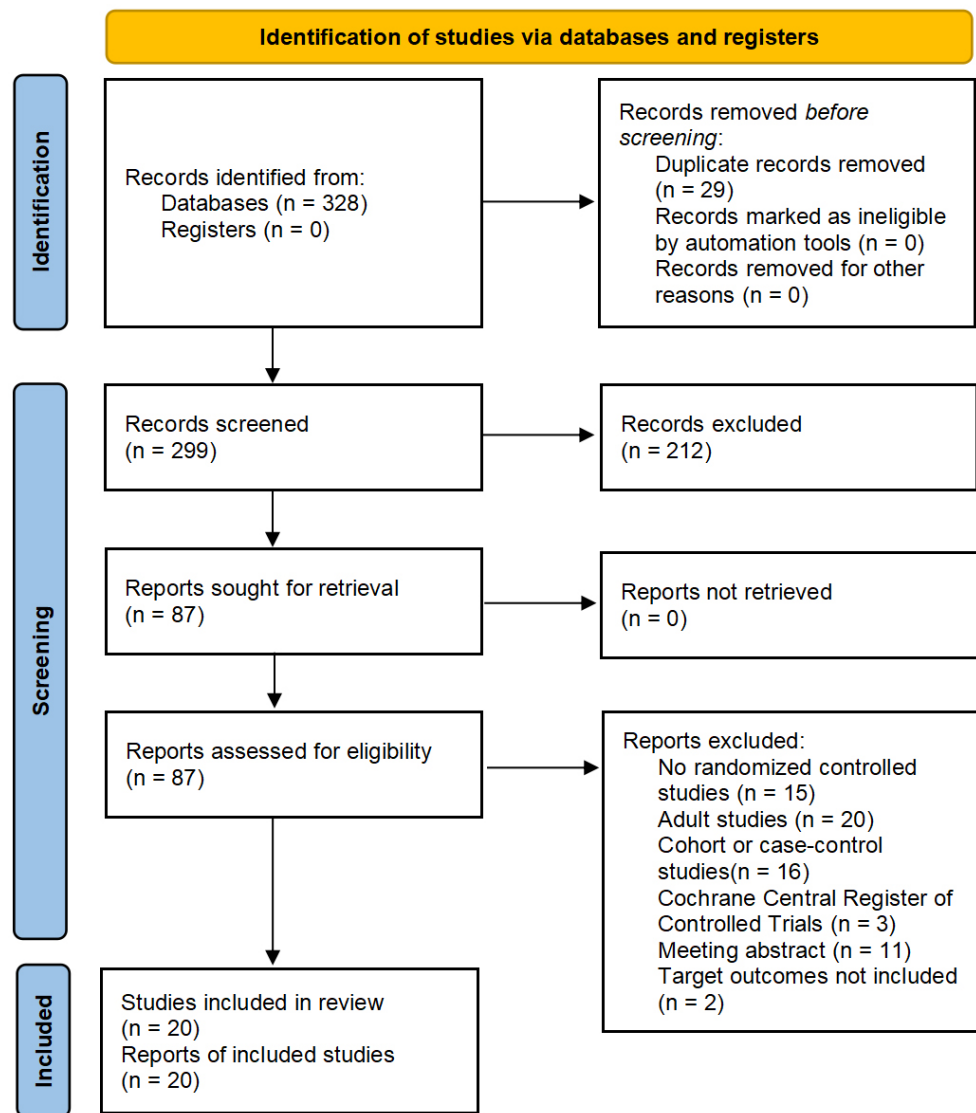 Identification of studies via databases and registers
Identification
Records identified from:
Databases (n = 328)
Registers (n = 0)
Records removed before
screening:
Duplicate records removed
(n = 29)
Records marked as ineligible
by automation tools (n = 0)
Records removed for other
reasons (n = 0)
Screening
Records screened
(n = 299)
Records excluded
(n = 212)
Reports sought for retrieval
(n = 87)
Reports not retrieved
(n = 0)
Reports assessed for eligibility
(n = 87)
Reports excluded:
No randomized controlled
studies (n = 15)
Adult studies (n = 20)
Cohort or case-control
studies(n = 16)
Cochrane Central Register of
Controlled Trials (n = 3)
Meeting abstract (n = 11)
Target outcomes not included
(n = 2)
Included
Studies included in review
(n = 20)
Reports of included studies
(n = 20)